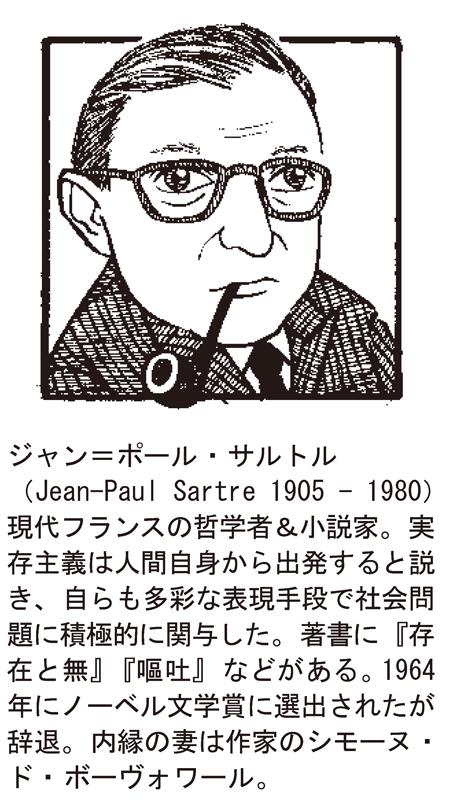 ジャン＝ポール・サルトル
（Jean-Paul Sartre 1905 – 1980）
現代フランスの哲学者＆小説家。実
存主義は人間自身から出発すると説
き、自らも多彩な表現手段で社会問
題に積極的に関与した。著書に『存
在と無』『嘔吐』などがある。1964
年にノーベル文学賞に選出されたが
辞退。内縁の妻は作家のシモーヌ・
ド・ボーヴォワール。